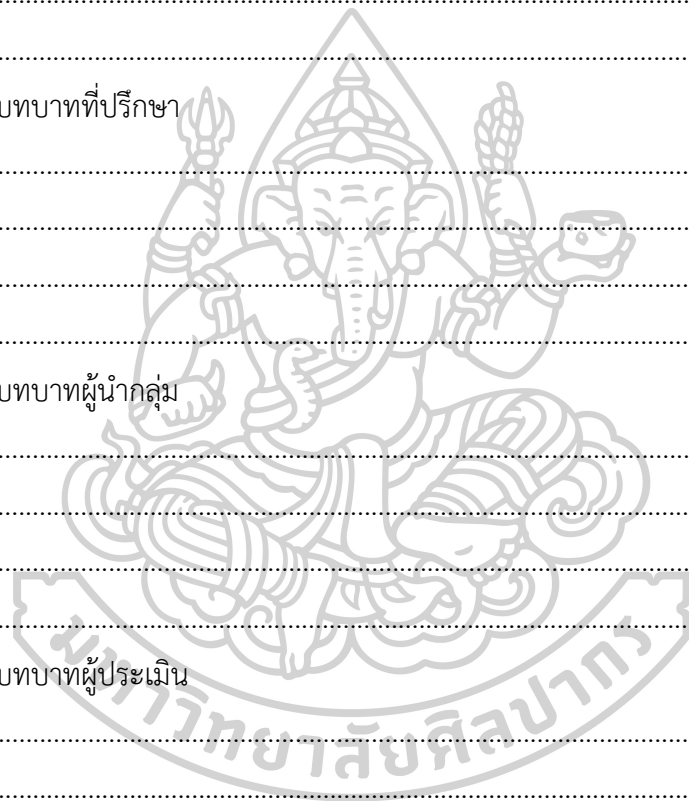 บทบาทที่ปรึกษา
บทบาทผู้นำกลุ่ม
บทบาทผู้ประเมิน
มหาวิทยาลัยศิลปากร